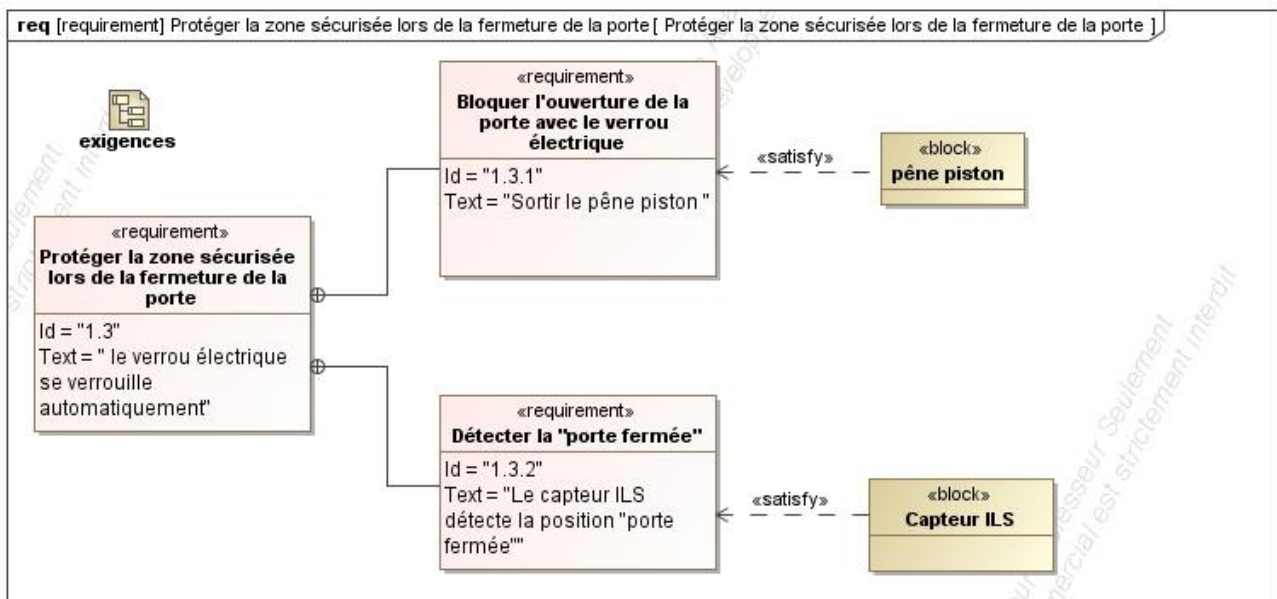 req [requirement] Protéger la zone sécurisée lors de la fermeture de la porte [ Protéger la zone sécurisée lors de la fermeture de la porte ]
exigences
«requirement»
Bloquer l'ouverture de la
porte avec le verrou
électrique
Id = "1.3.1"
Text = "Sortir le pêne piston "
«satisfy»
«block»
pêne piston
«requirement»
Protéger la zone sécurisée
lors de la fermeture de la
porte
Id = "1.3"
Text = " le verrou électrique
se verrouille
automatiquement"
«requirement»
Détecter la "porte fermée"
Id = "1.3.2"
Text = "Le capteur ILS
détecte la position "porte
fermée""
«satisfy»
«block»
Capteur ILS
Seulement
est strictement interdit